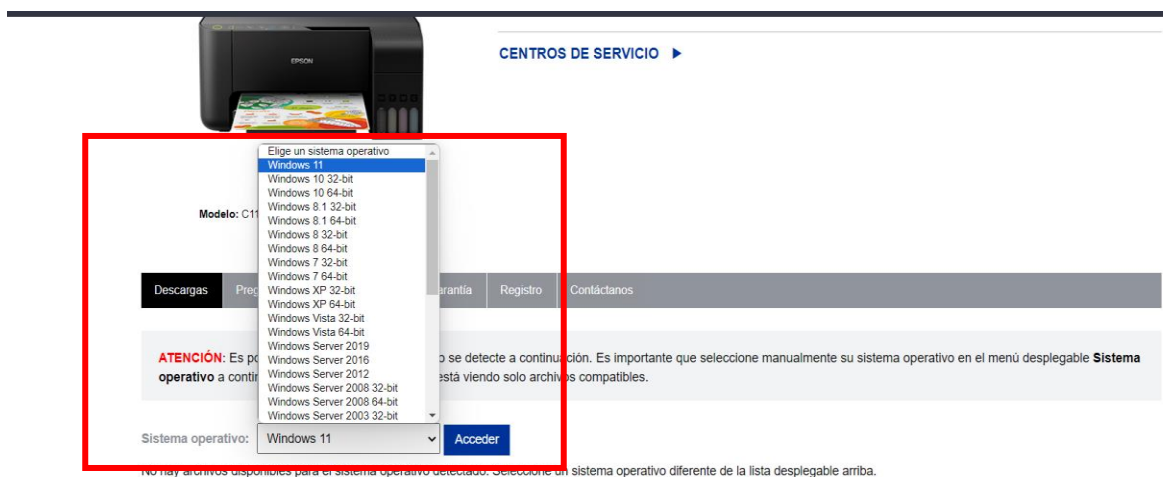 EPSON
CENTROS DE SERVICIO
Elige un sistema operativo
Windows 11
Windows 10 32-bit
Windows 10 64-bit
Windows 8.1 32-bit
Windows 8.1 64-bit
Windows 8 32-bit
Windows 8 64-bit
Windows 7 32-bit
Windows 7 64-bit
Windows XP 32-bit
Windows XP 64-bit
Windows Vista 32-bit
Windows Vista 64-bit
Windows Server 2019
Windows Server 2016
Windows Server 2012
Windows Server 2008 32-bit
Windows Server 2008 64-bit
Windows Server 2003 32-bit
Modelo: C11
Descargas Preg arantía Registro Contáctanos
ATENCIÓN: Es po o se detecte a continuación. Es importante que seleccione manualmente su sistema operativo en el menú desplegable Sistema
operativo a contin está viendo solo archivos compatibles.
Sistema operativo: Windows 11 Acceder
No hay archivos disponibles para el sistema operativo detectado. Seleccione un sistema operativo diferente de la lista desplegable arriba.